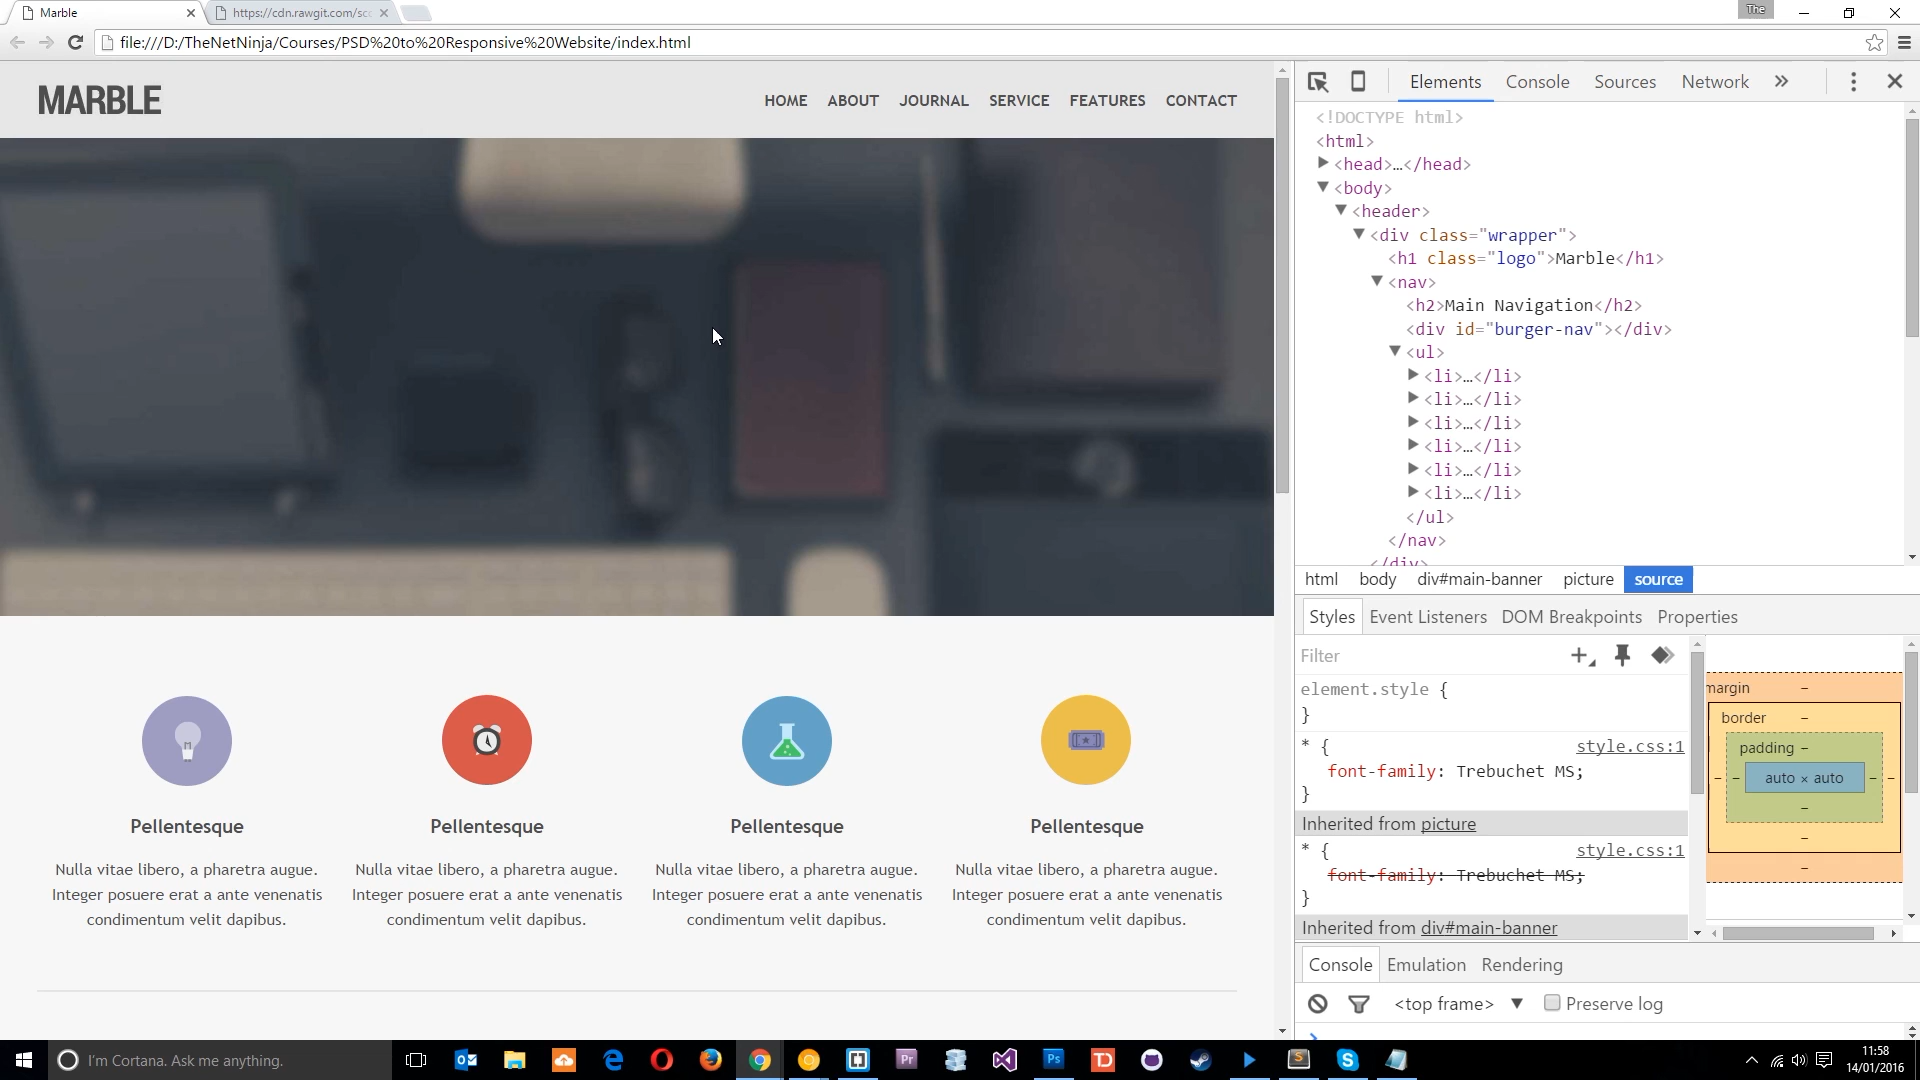 Marble
https://cdn.rawgit.com/sc
The
file:///D:/TheNetNinja/Courses/PSD%20to%20Responsive%20Website/index.html
MARBLE
HOME ABOUT JOURNAL SERVICE FEATURES CONTACT
Pellentesque
Nulla vitae libero, a pharetra augue.
Integer posuere erat a ante venenatis
condimentum velit dapibus.
Pellentesque
Nulla vitae libero, a pharetra augue.
Integer posuere erat a ante venenatis
condimentum velit dapibus.
Pellentesque
Nulla vitae libero, a pharetra augue.
Integer posuere erat a ante venenatis
condimentum velit dapibus.
Pellentesque
Nulla vitae libero, a pharetra augue.
Integer posuere erat a ante venenatis
condimentum velit dapibus.
Elements Console Sources Network »
<!DOCTYPE html>
<html>
<head>…</head>
<body>
<header>
<div class="wrapper">
<h1 class="logo">Marble</h1>
<nav>
<h2>Main Navigation</h2>
<div id="burger-nav"></div>
<ul>
<li>…</li>
<li>…</li>
<li>…</li>
<li>…</li>
<li>…</li>
<li>…</li>
</ul>
</nav>
</div>
html body div#main-banner picture source
Styles Event Listeners DOM Breakpoints Properties
Filter
element.style {
}
* { style.css:1
font-family: Trebuchet MS;
}
Inherited from picture
* { style.css:1
font-family: Trebuchet MS;
}
Inherited from div#main-banner
margin –
border –
padding –
– – auto × auto – –
–
–
–
Console Emulation Rendering
<top frame> ▼ Preserve log
I'm Cortana. Ask me anything.
Pr
Ps
TD
S
11:58
14/01/2016